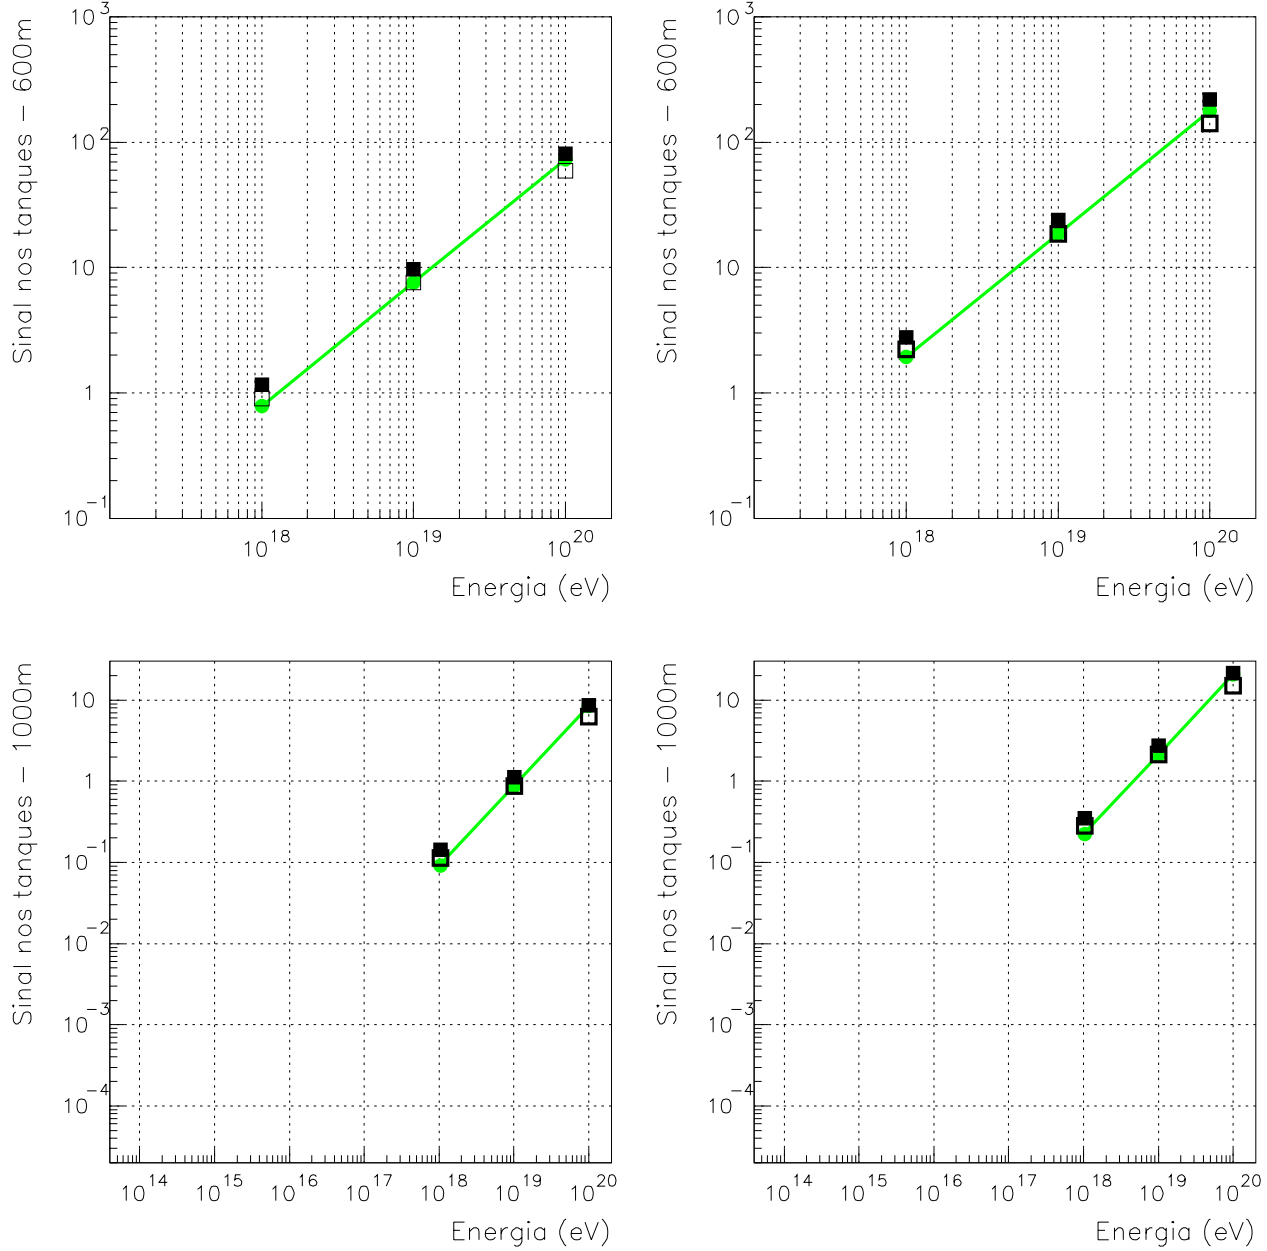 Sinal nos tanques – 600m
10³
10²
10
1
10⁻¹
10¹⁸ 10¹⁹ 10²⁰
Energia (eV)
Sinal nos tanques – 600m
10³
10²
10
1
10⁻¹
10¹⁸ 10¹⁹ 10²⁰
Energia (eV)
Sinal nos tanques – 1000m
10
1
10⁻¹
10⁻²
10⁻³
10⁻⁴
10¹⁴ 10¹⁵ 10¹⁶ 10¹⁷ 10¹⁸ 10¹⁹ 10²⁰
Energia (eV)
Sinal nos tanques – 1000m
10
1
10⁻¹
10⁻²
10⁻³
10⁻⁴
10¹⁴ 10¹⁵ 10¹⁶ 10¹⁷ 10¹⁸ 10¹⁹ 10²⁰
Energia (eV)